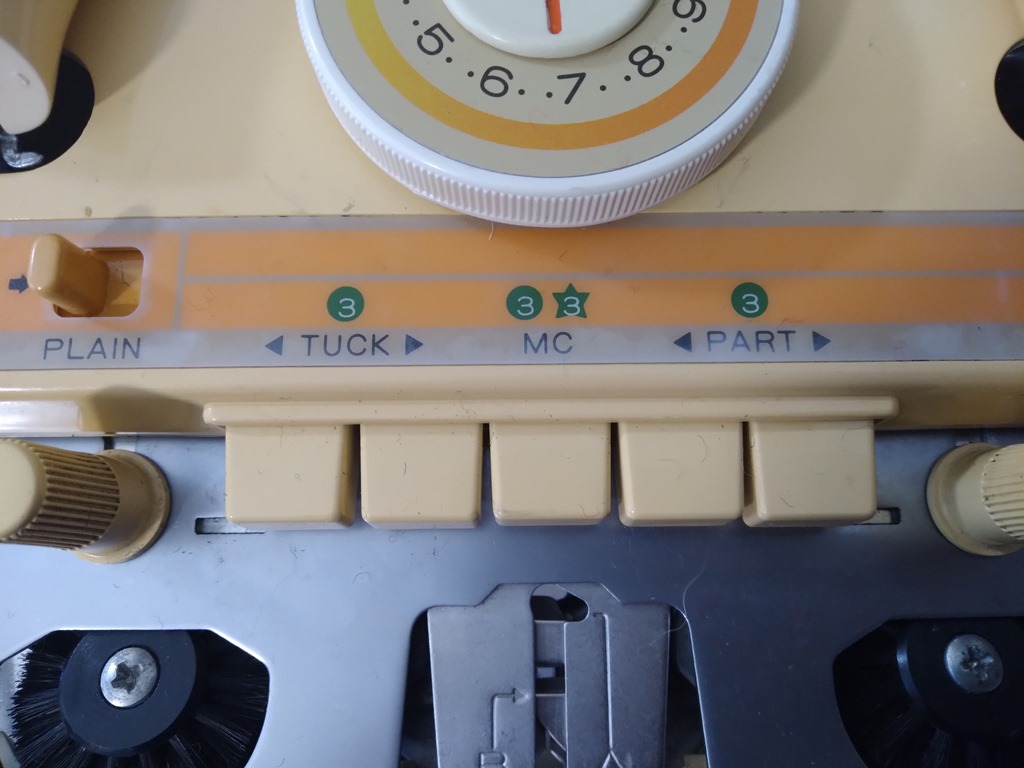 5 . . 6 . . 7 . . 8 . . 9
3 3 3 3
PLAIN ◀ TUCK ▶ MC ◀ PART ▶